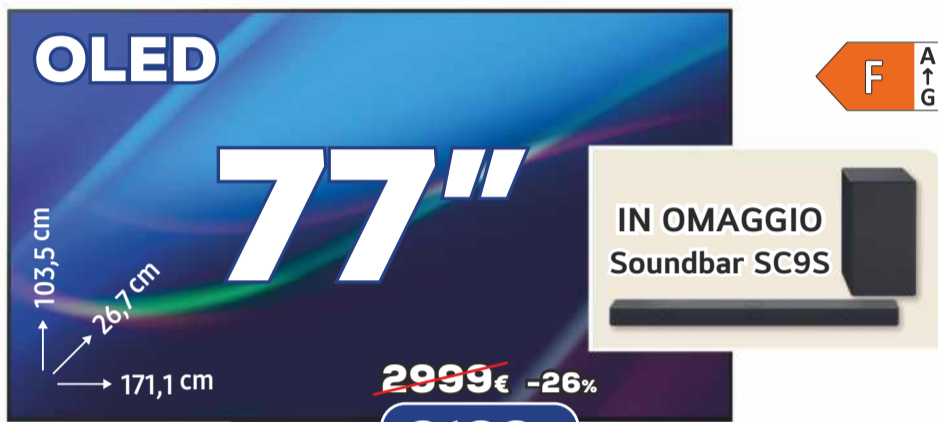 OLED
77"
F
A
↑
G
IN OMAGGIO
Soundbar SC9S
103,5 cm
26,7 cm
171,1 cm
2999€ -26%